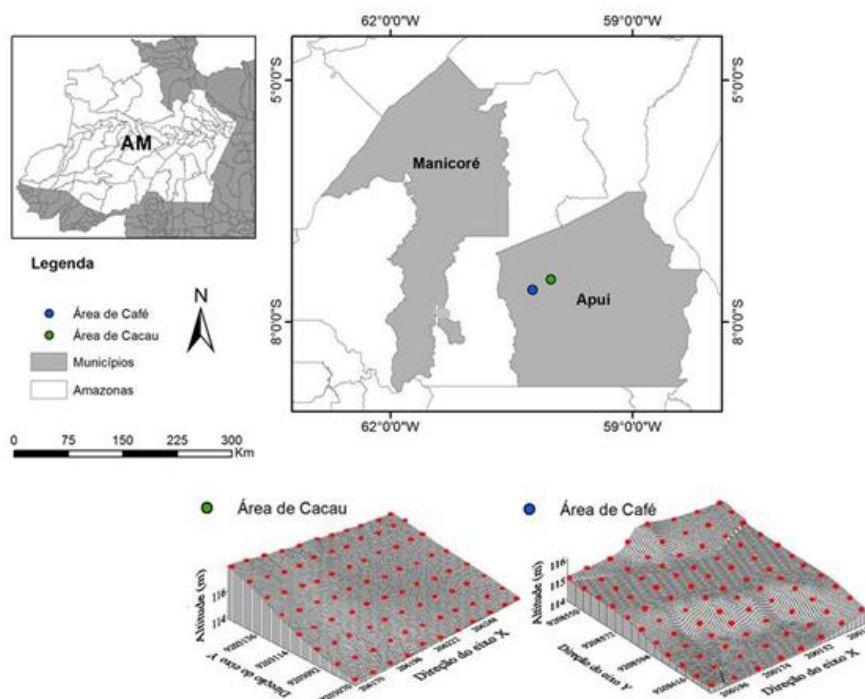 62°0'0"W 59°0'0"W
5°0'0"S 5°0'0"S
AM
Manicoré
Apui
8°0'0"S 8°0'0"S
62°0'0"W 59°0'0"W
Legenda
N
Área de Café
Área de Cacau
Municípios
Amazonas
0 75 150 225 300
Km
Área de Cacau
Altitude (m)
116
114
Direção do eixo Y
Direção do eixo X
Área de Café
Altitude (m)
116
115
114
Direção do eixo Y
Direção do eixo X